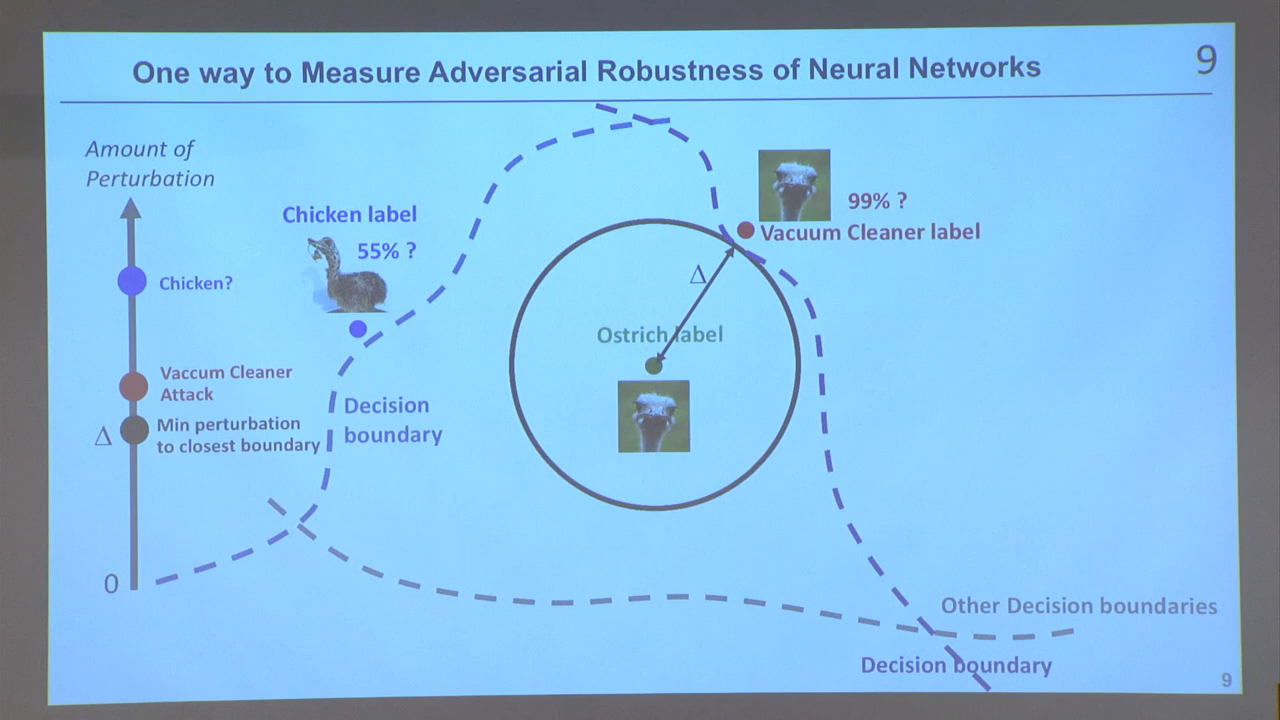 One way to Measure Adversarial Robustness of Neural Networks
9
Amount of
Perturbation
Chicken label
55% ?
99% ?
Vacuum Cleaner label
Chicken?
Δ
Ostrich label
Vaccum Cleaner
Attack
Decision
boundary
Δ
Min perturbation
to closest boundary
0
Other Decision boundaries
Decision boundary
9